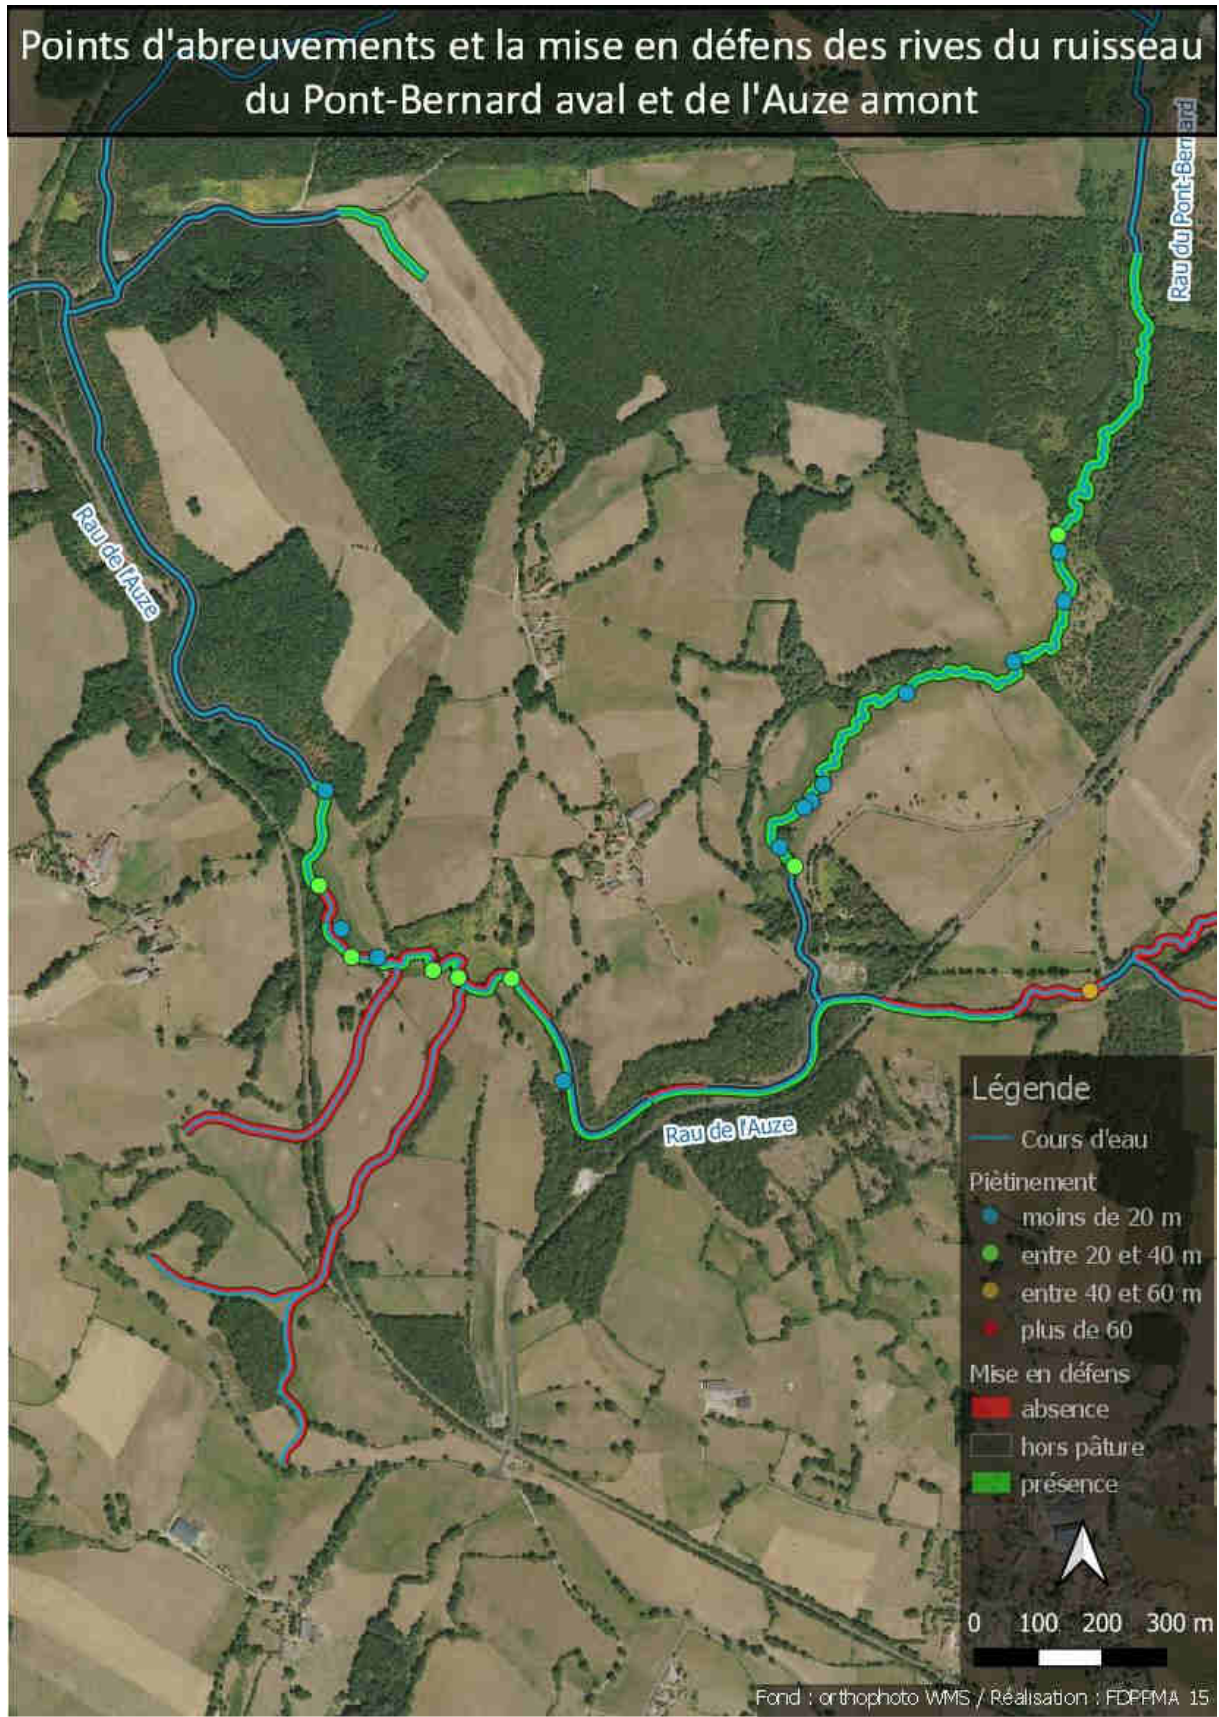 Points d'abreuvements et la mise en défens des rives du ruisseau
du Pont-Bernard aval et de l'Auze amont
Rau du Pont-Bernard
Rau de l'Auze
Rau de l'Auze
Légende
Cours d'eau
Piètinement
moins de 20 m
entre 20 et 40 m
entre 40 et 60 m
plus de 60
Mise en défens
absence
hors pâture
présence
0 100 200 300 m
Fond : orthophoto WMS / Réalisation : FDPPMA 15